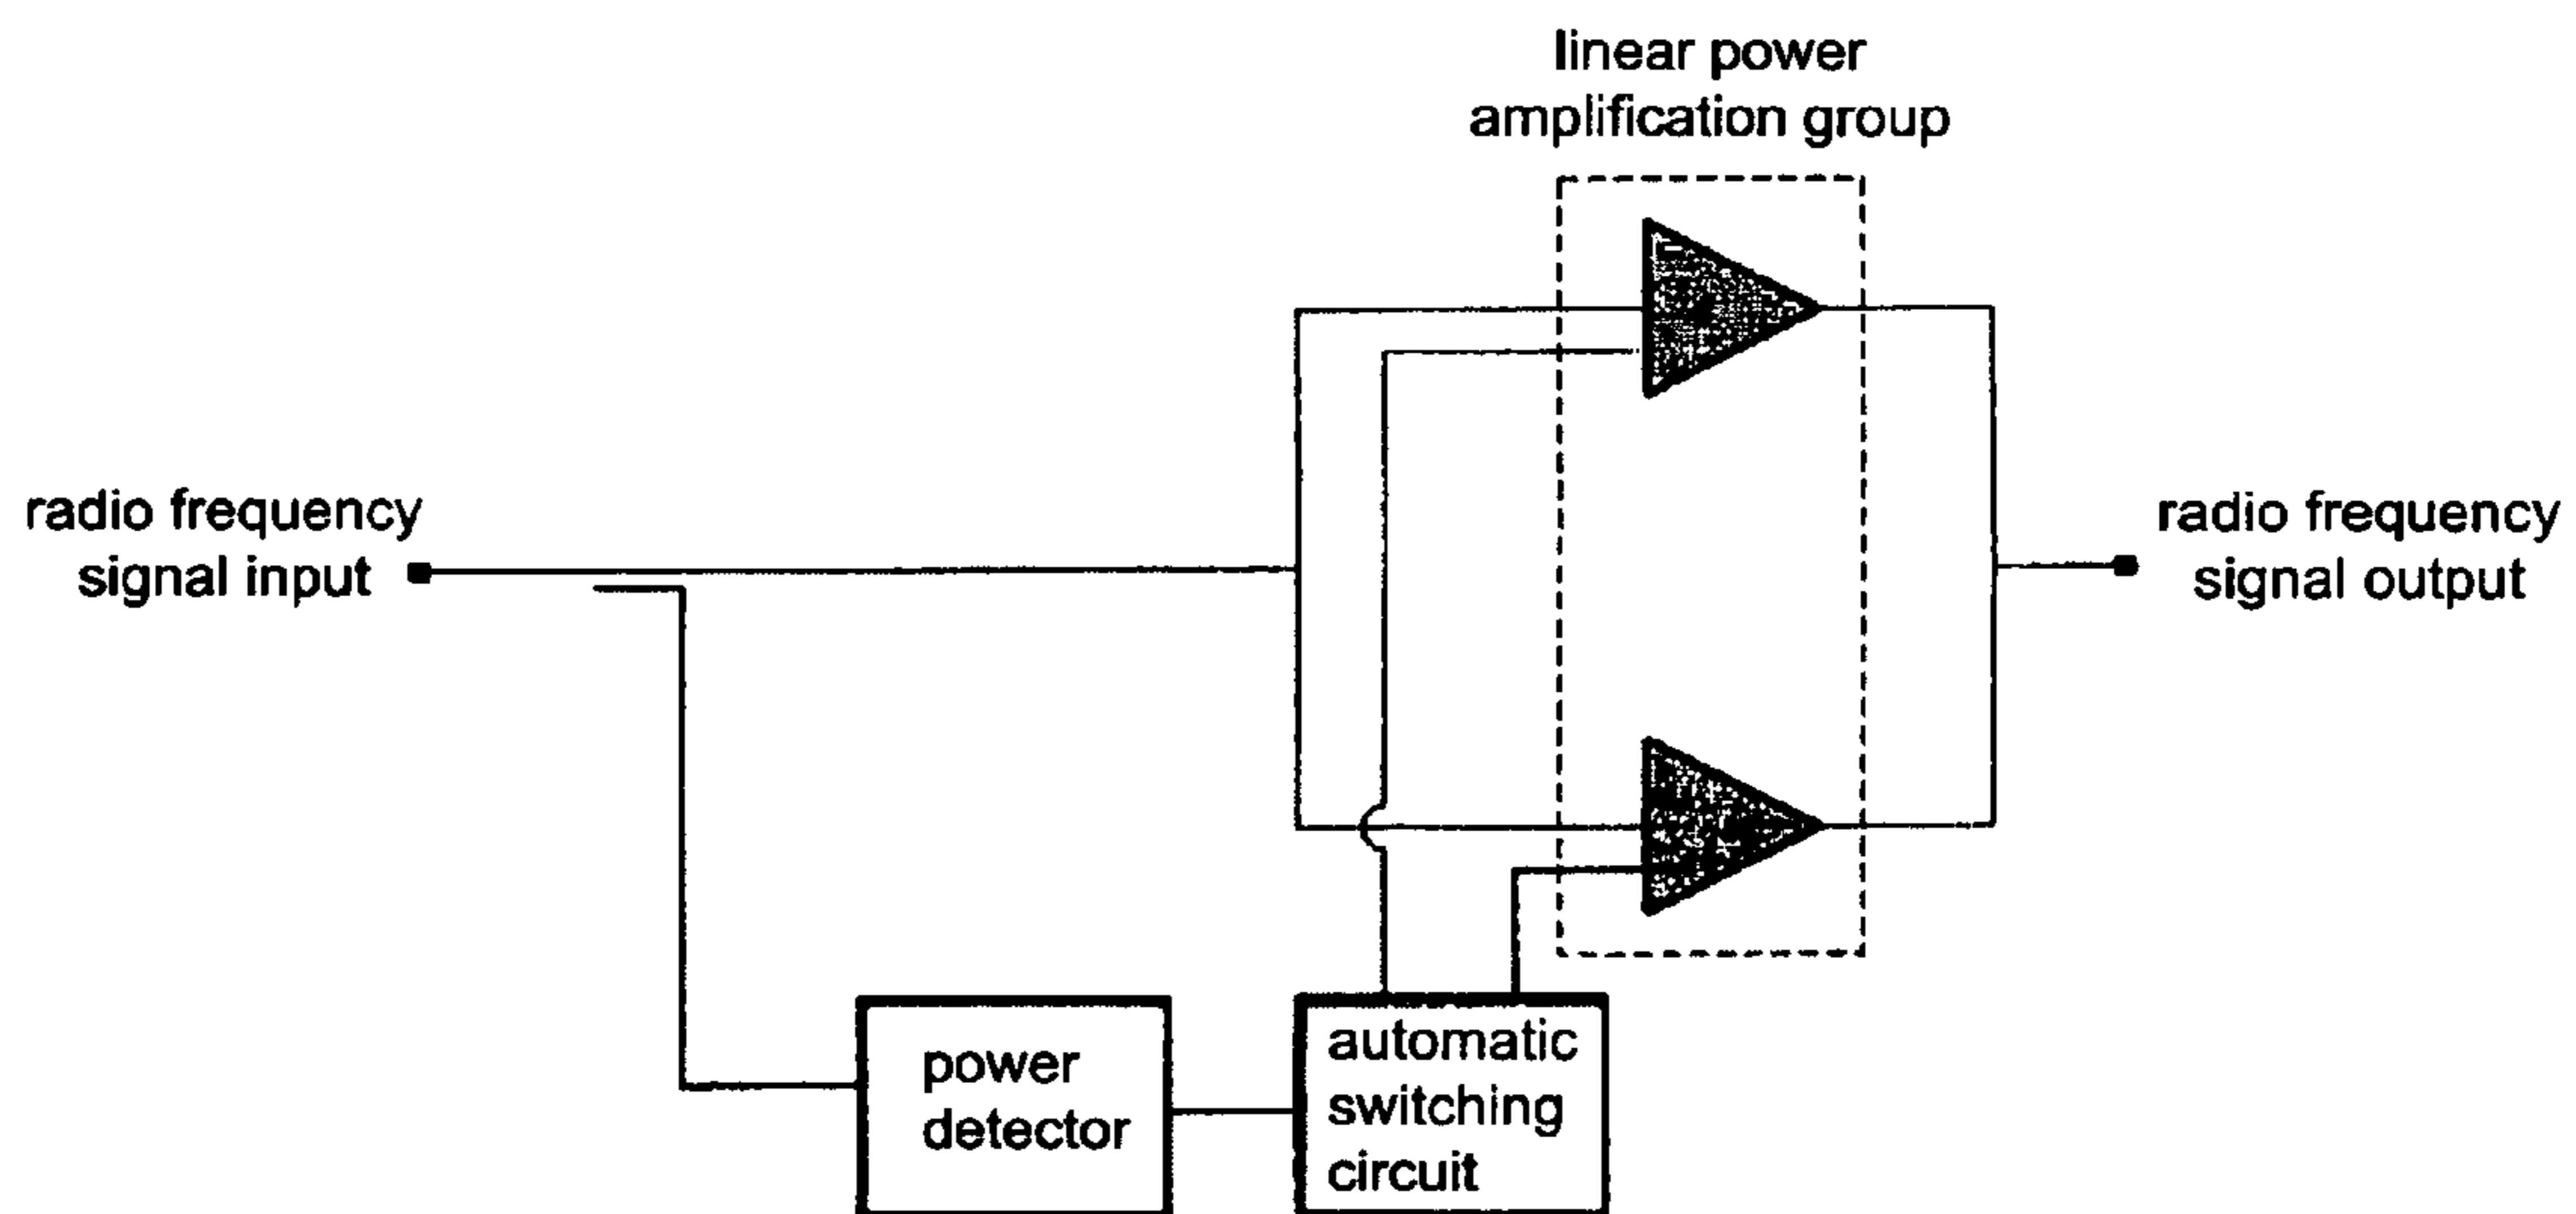 linear power
amplification group
radio frequency
signal input
radio frequency
signal output
power
detector
automatic
switching
circuit